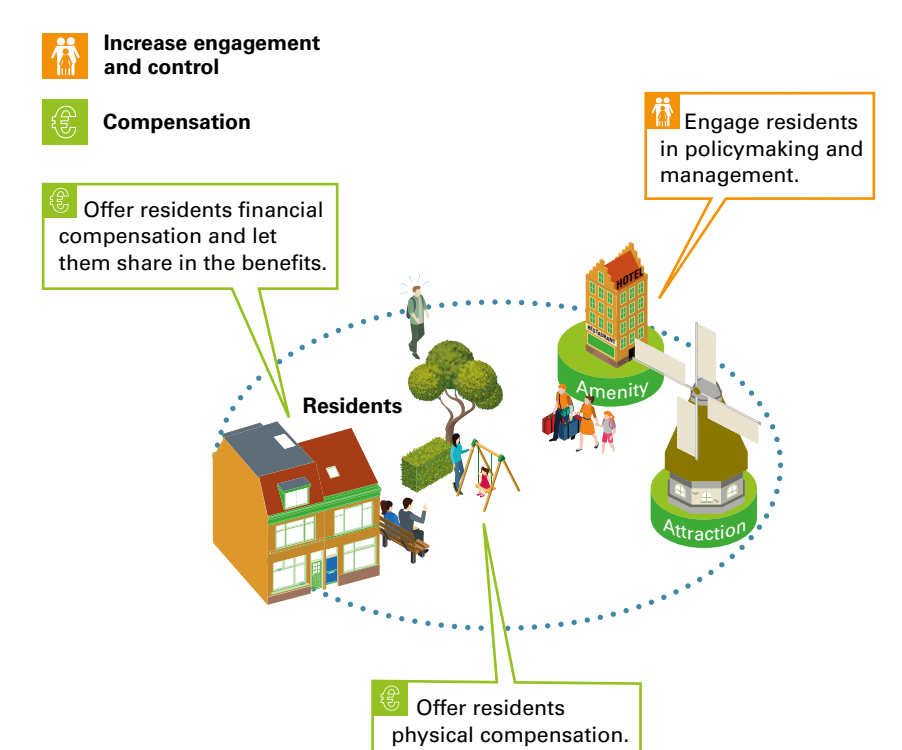 Increase engagement
and control
Compensation
Engage residents
in policymaking and
management.
Offer residents financial
compensation and let
them share in the benefits.
HOTEL
RESTAURANT
Amenity
Residents
Attraction
Offer residents
physical compensation.